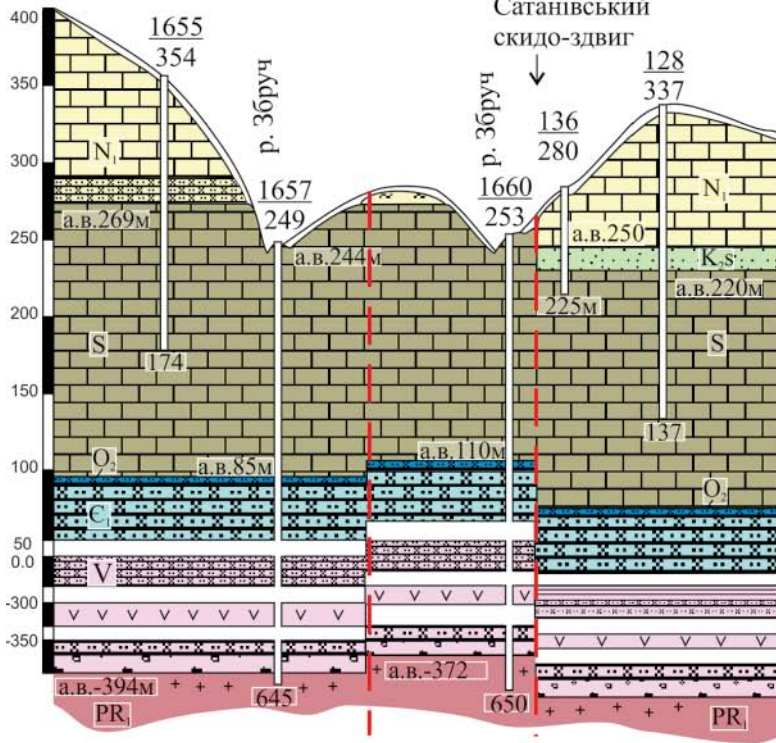 Сатанівський
скидо-здвиг
400
350
300
250
200
150
100
50
0.0
-300
-350
1655
354
р. Збруч
1657
249
р. Збруч
1660
253
136
280
128
337
N₁
а.в.269м
а.в.244м
а.в.250
K₂s
а.в.220м
225м
S
174
S
137
O₂
а.в.85м
а.в.110м
O₂
Є₁
V
а.в.-394м
645
а.в.-372
650
PR₁
PR₁
N₁